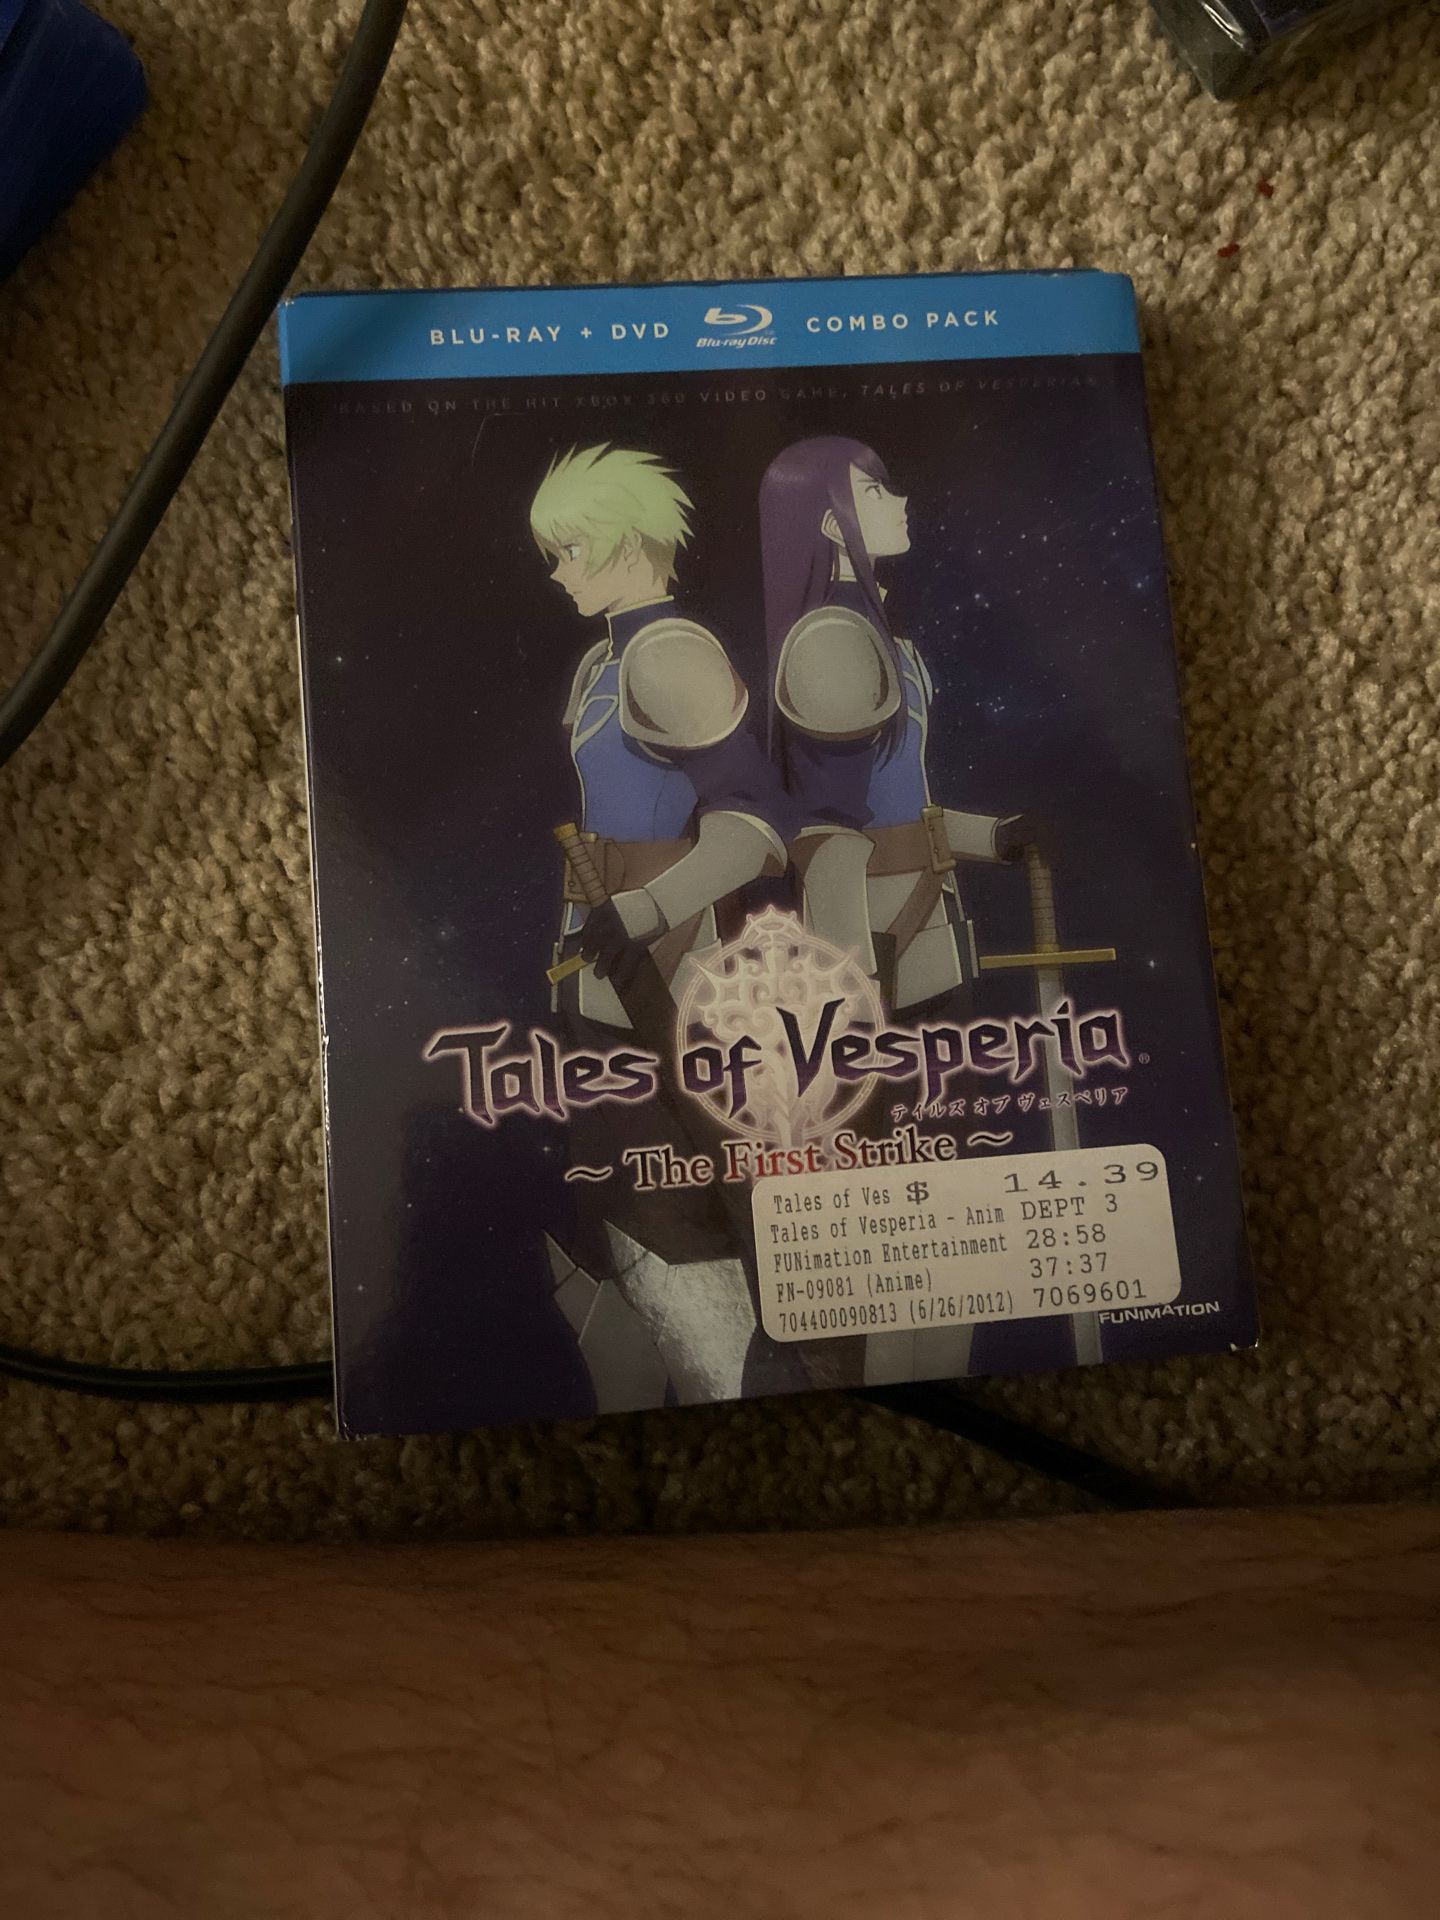 BLU-RAY + DVD Blu-ray Disc COMBO PACK
BASED ON THE HIT XBOX 360 VIDEO GAME, TALES OF VESPERIA®
Tales of Vesperia®
テイルズ オブ ヴェスペリア
~ The First Strike ~
Tales of Ves $ 14.39
Tales of Vesperia - Anim DEPT 3
FUNimation Entertainment 28:58
FN-09081 (Anime) 37:37
704400090813 (6/26/2012) 7069601
FUNIMATION